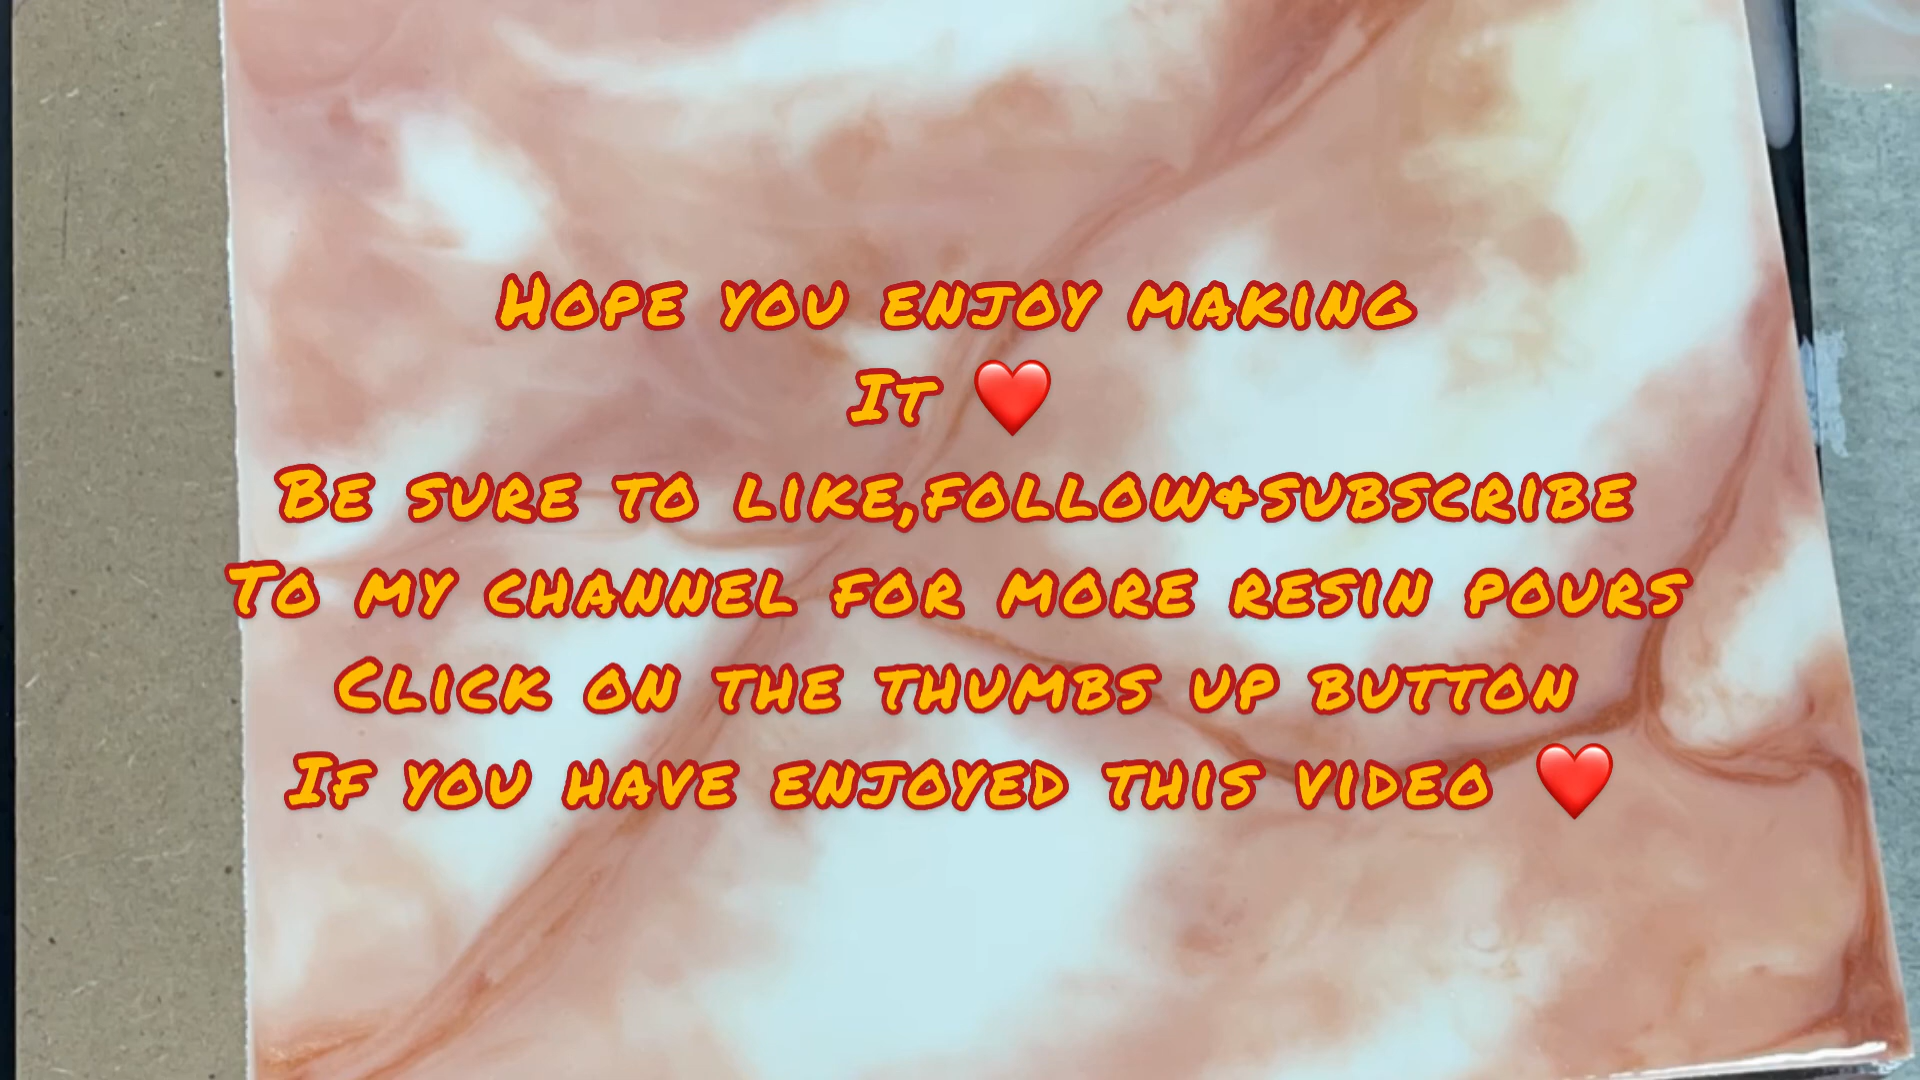 Hope you enjoy making
It ❤️
Be sure to like,follow&subscribe
To my channel for more resin pours
Click on the thumbs up button
If you have enjoyed this video ❤️